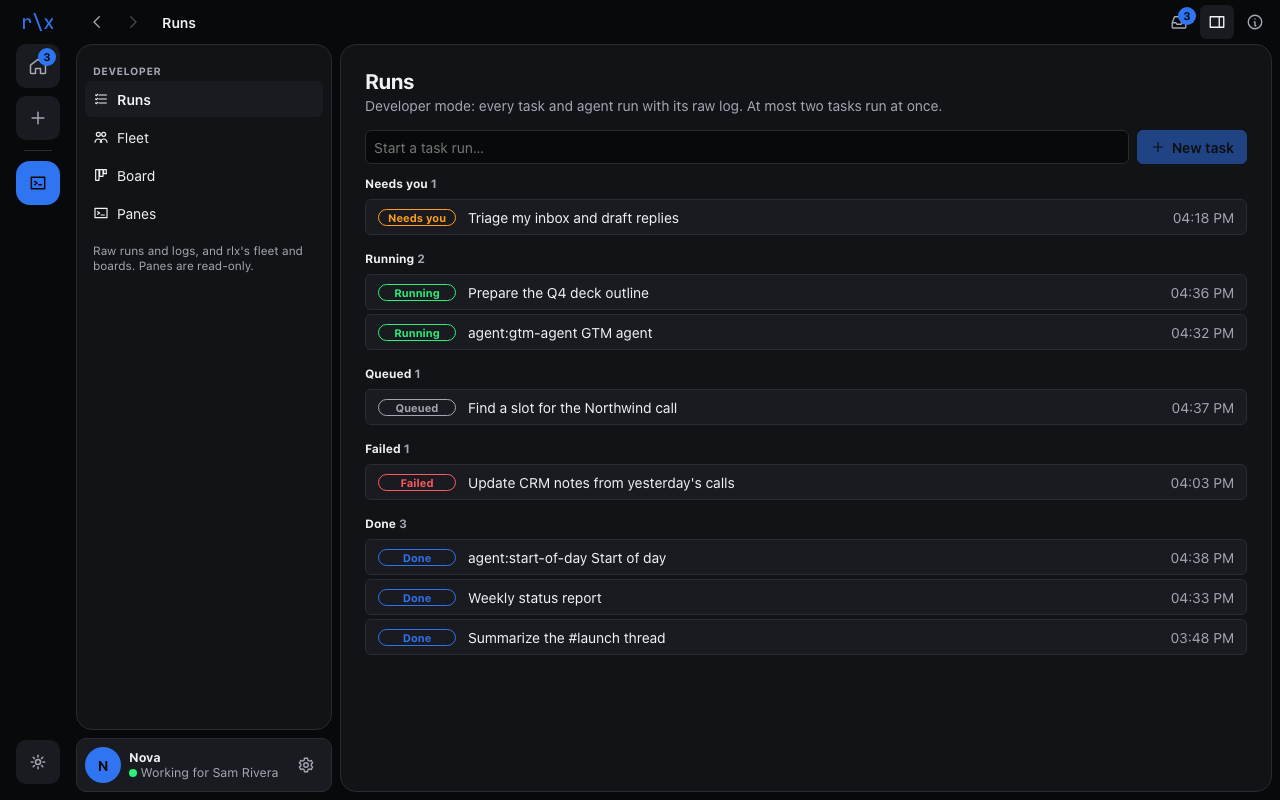 r\x
Runs
3
3
DEVELOPER
Runs
Fleet
Board
Panes
Raw runs and logs, and rlx's fleet and
boards. Panes are read-only.
Runs
Developer mode: every task and agent run with its raw log. At most two tasks run at once.
Start a task run...
New task
Needs you 1
Needs you Triage my inbox and draft replies 04:18 PM
Running 2
Running Prepare the Q4 deck outline 04:36 PM
Running agent:gtm-agent GTM agent 04:32 PM
Queued 1
Queued Find a slot for the Northwind call 04:37 PM
Failed 1
Failed Update CRM notes from yesterday's calls 04:03 PM
Done 3
Done agent:start-of-day Start of day 04:38 PM
Done Weekly status report 04:33 PM
Done Summarize the #launch thread 03:48 PM
N
Nova
Working for Sam Rivera